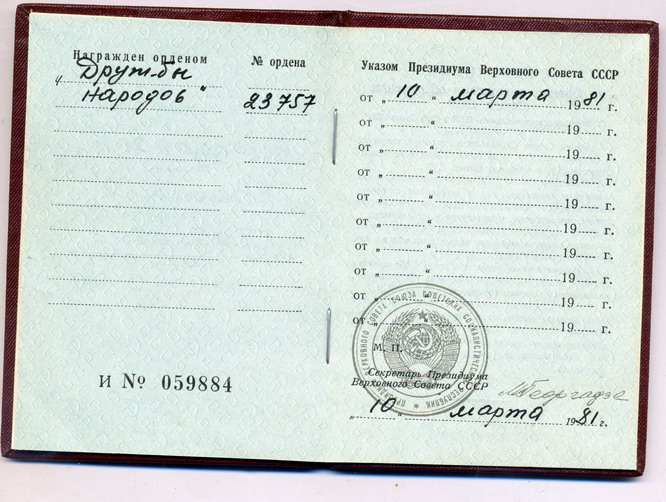 Награжден орденом
№ ордена
„Дружбы
Народов"
23757
И № 059884
Указом Президиума Верховного Совета СССР
от „ 10 " марта 1981 г.
от „ " 19 г.
от „ " 19 г.
от „ " 19 г.
от „ " 19 г.
от „ " 19 г.
от „ " 19 г.
от „ " 19 г.
от „ " 19 г.
от „ " 19 г.
М. П.
Секретарь Президиума
Верховного Совета СССР
МГеоргадзе
„ 10 " марта 1981 г.